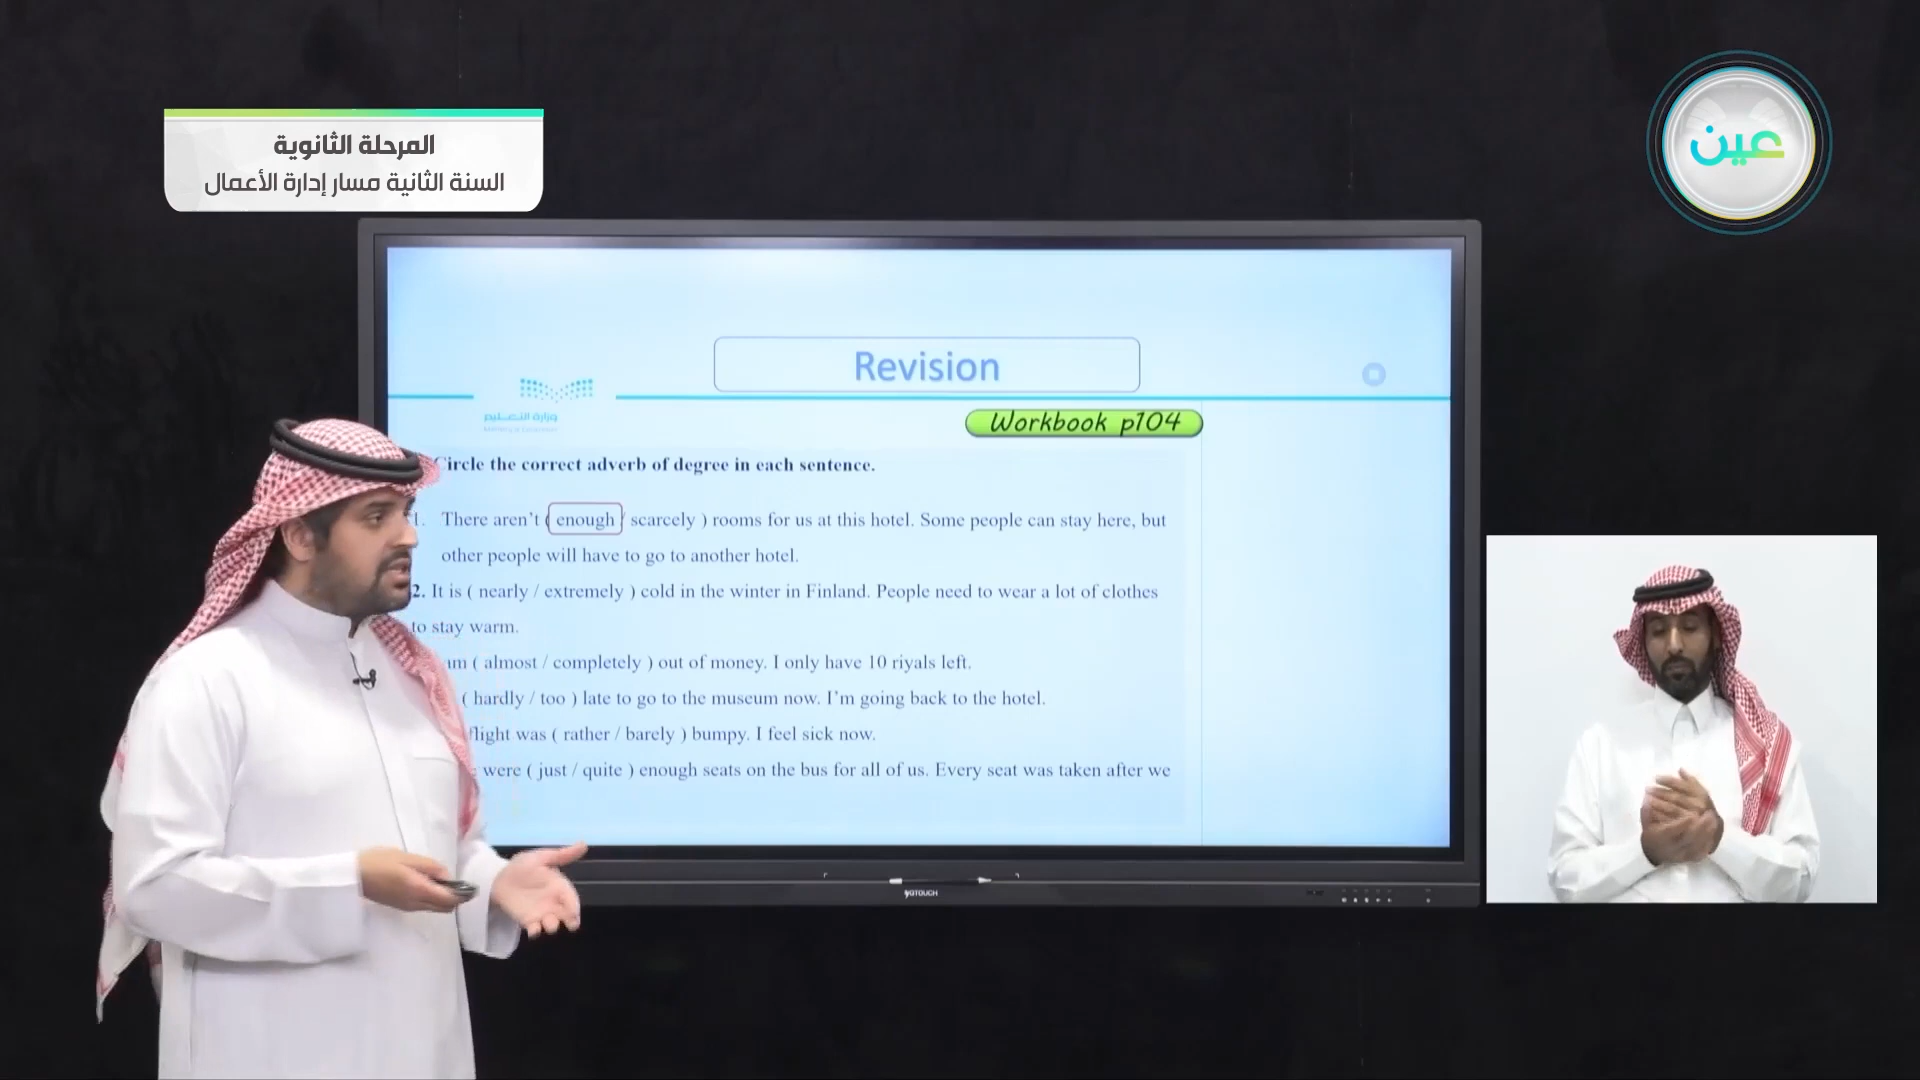 المرحلة الثانوية
السنة الثانية مسار إدارة الأعمال
عين
Revision
وزارة التعليم
Ministry of Education
Workbook p104
Circle the correct adverb of degree in each sentence.
1. There aren't ( enough / scarcely ) rooms for us at this hotel. Some people can stay here, but
other people will have to go to another hotel.
2. It is ( nearly / extremely ) cold in the winter in Finland. People need to wear a lot of clothes
to stay warm.
am ( almost / completely ) out of money. I only have 10 riyals left.
( hardly / too ) late to go to the museum now. I'm going back to the hotel.
flight was ( rather / barely ) bumpy. I feel sick now.
were ( just / quite ) enough seats on the bus for all of us. Every seat was taken after we